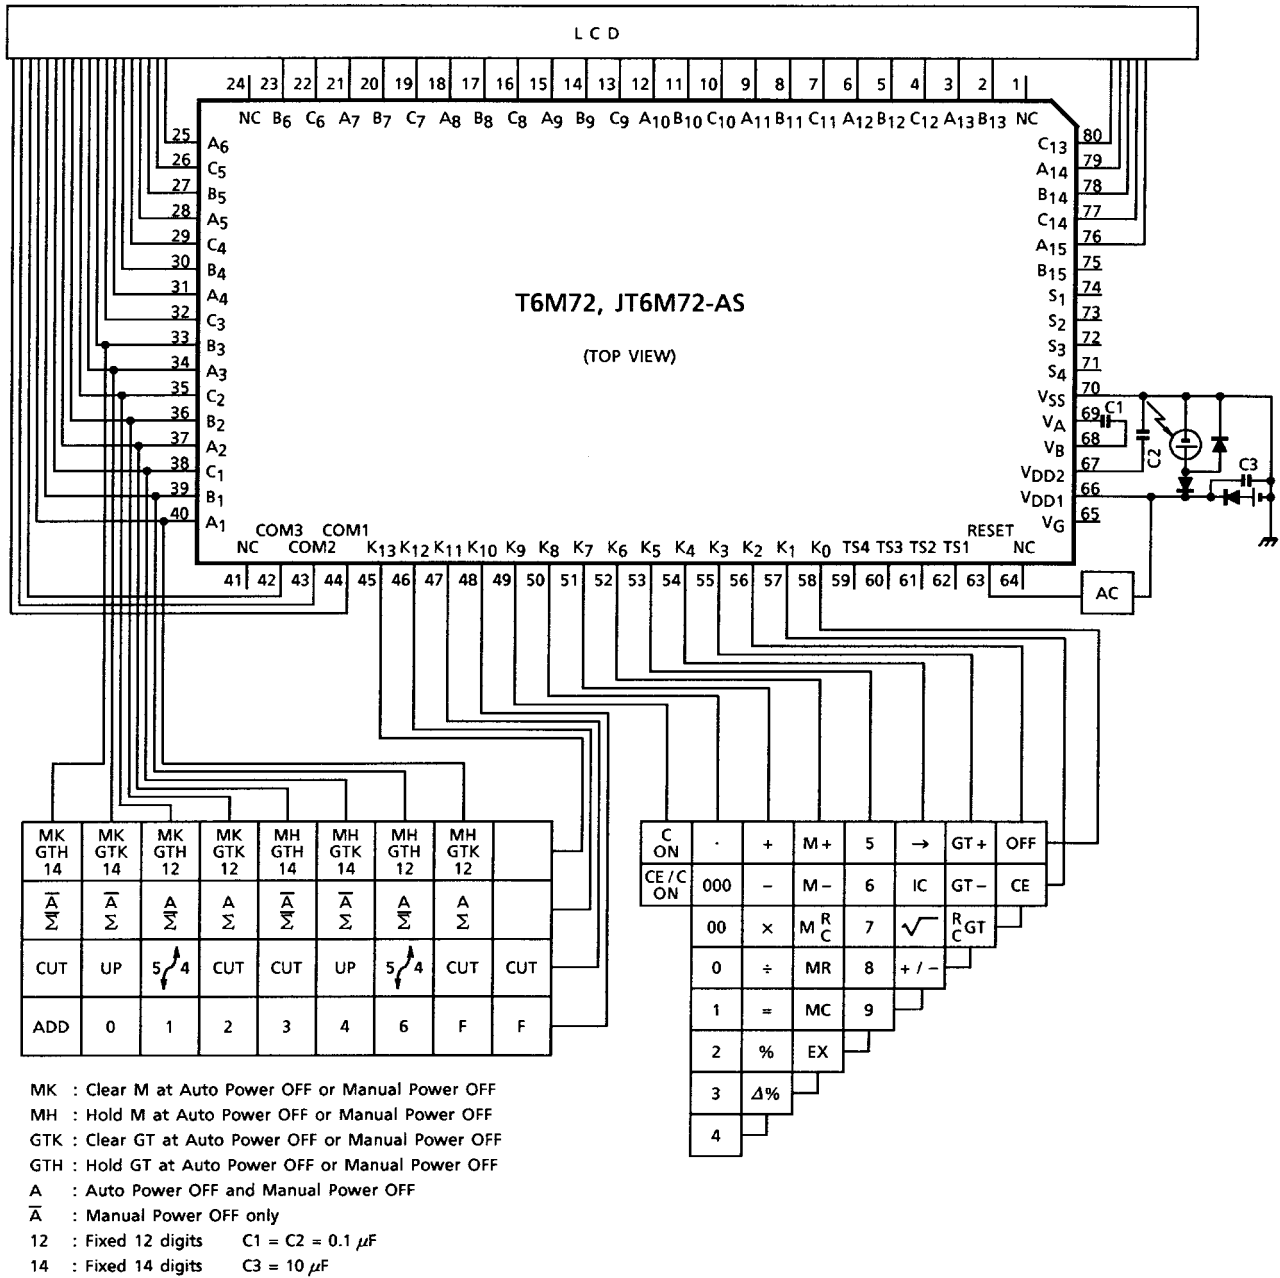 LCD
24 23 22 21 20 19 18 17 16 15 14 13 12 11 10 9 8 7 6 5 4 3 2 1
NC B6 C6 A7 B7 C7 A8 B8 C8 A9 B9 C9 A10 B10 C10 A11 B11 C11 A12 B12 C12 A13 B13 NC
25 A6
26 C5
27 B5
28 A5
29 C4
30 B4
31 A4
32 C3
33 B3
34 A3
35 C2
36 B2
37 A2
38 C1
39 B1
40 A1
T6M72, JT6M72-AS
(TOP VIEW)
C13 80
A14 79
B14 78
C14 77
A15 76
B15 75
S1 74
S2 73
S3 72
S4 71
VSS 70
VA 69
VB 68
VDD2 67
VDD1 66
VG 65
C1
C2
C3
NC COM3 COM2 COM1 K13 K12 K11 K10 K9 K8 K7 K6 K5 K4 K3 K2 K1 K0 TS4 TS3 TS2 TS1 RESET NC
41 42 43 44 45 46 47 48 49 50 51 52 53 54 55 56 57 58 59 60 61 62 63 64
AC
MK MK MK MK MH MH MH MH
GTH GTK GTH GTK GTH GTK GTH GTK
14 14 12 12 14 14 12 12
A̅ A̅ A A A̅ A̅ A A
Σ̅ Σ Σ̅ Σ Σ̅ Σ Σ̅ Σ
CUT UP 5 4 CUT CUT UP 5 4 CUT CUT
ADD 0 1 2 3 4 6 F F
C ON · + M+ 5 → GT+ OFF
CE/C ON 000 − M− 6 IC GT− CE
00 × M R C 7 √ R C GT
0 ÷ MR 8 +/−
1 = MC 9
2 % EX
3 Δ%
4
MK : Clear M at Auto Power OFF or Manual Power OFF
MH : Hold M at Auto Power OFF or Manual Power OFF
GTK : Clear GT at Auto Power OFF or Manual Power OFF
GTH : Hold GT at Auto Power OFF or Manual Power OFF
A : Auto Power OFF and Manual Power OFF
A̅ : Manual Power OFF only
12 : Fixed 12 digits C1 = C2 = 0.1 μF
14 : Fixed 14 digits C3 = 10 μF